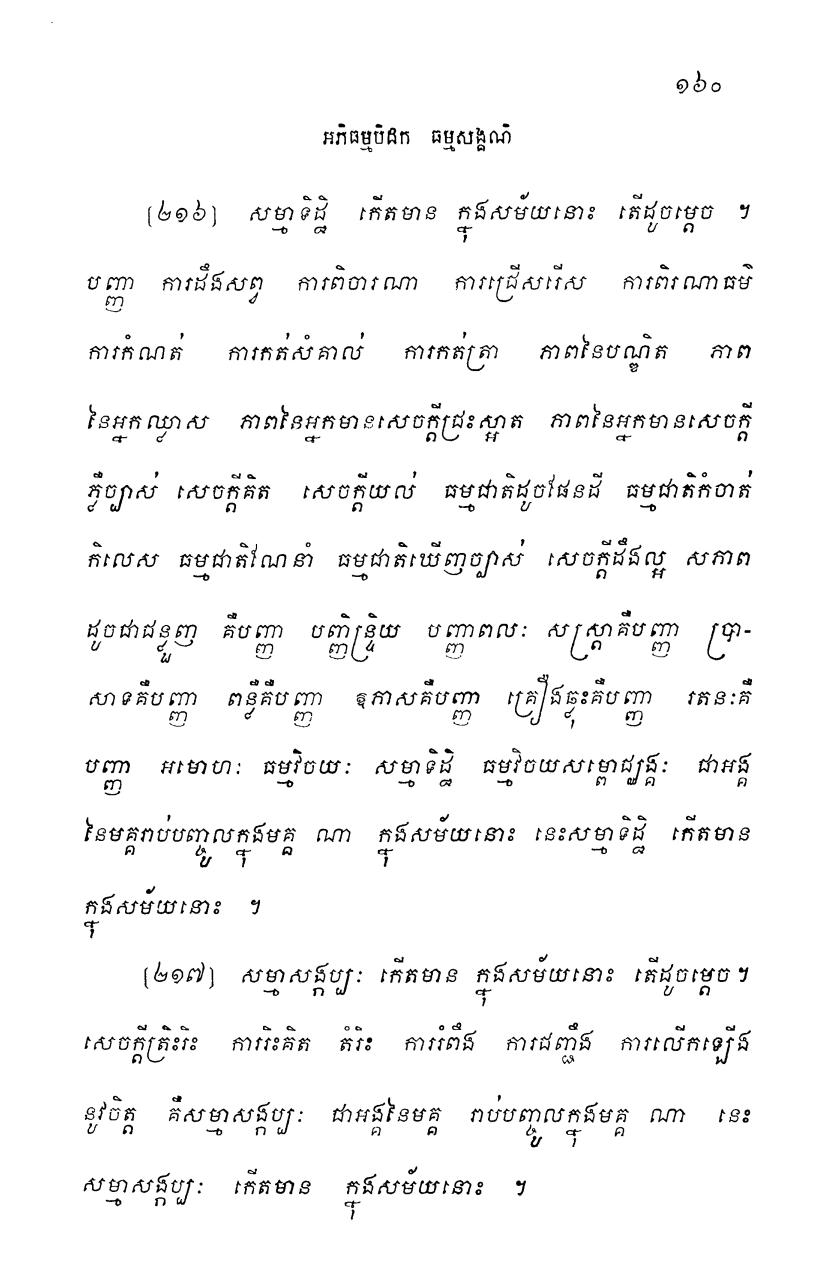 ១៦០
អភិធម្មបិដក ធម្មសង្គណិ
[២១៦] សម្មាទិដ្ឋិ កើតមាន ក្នុងសម័យនោះ តើដូចម្តេច ។
បញ្ញា ការដឹងសព្វ ការពិចារណា ការជ្រើសរើស ការពិរណាធម៌
ការកំណត់ ការកត់សំគាល់ ការកត់ត្រា ភាពនៃបណ្ឌិត ភាព
នៃអ្នកឈ្លាស ភាពនៃអ្នកមានសេចក្តីជ្រះស្អាត ភាពនៃអ្នកមានសេចក្តី
ភ្លឺច្បាស់ សេចក្តីគិត សេចក្តីយល់ ធម្មជាតិដូចផែនដី ធម្មជាតិកំចាត់
កិលេស ធម្មជាតិណែនាំ ធម្មជាតិឃើញច្បាស់ សេចក្តីដឹងល្អ សភាព
ដូចជាជន្លួញ គឺបញ្ញា បញ្ញិន្ទ្រិយ បញ្ញាពលៈ សស្ត្រាគឺបញ្ញា ប្រា-
សាទគឺបញ្ញា ពន្លឺគឺបញ្ញា ឱកាសគឺបញ្ញា គ្រឿងឆ្លុះគឺបញ្ញា រតនៈគឺ
បញ្ញា អមោហៈ ធម្មវិចយៈ សម្មាទិដ្ឋិ ធម្មវិចយសម្ពោជ្ឈង្គៈ ជាអង្គ
នៃមគ្គរាប់បញ្ចូលក្នុងមគ្គ ណា ក្នុងសម័យនោះ នេះសម្មាទិដ្ឋិ កើតមាន
ក្នុងសម័យនោះ ។
[២១៧] សម្មាសង្កប្បៈ កើតមាន ក្នុងសម័យនោះ តើដូចម្តេច ។
សេចក្តីត្រិះរិះ ការរិះគិត តំរិះ ការរំពឹង ការជញ្ជឹង ការលើកឡើង
នូវចិត្ត គឺសម្មាសង្កប្បៈ ជាអង្គនៃមគ្គ រាប់បញ្ចូលក្នុងមគ្គ ណា នេះ
សម្មាសង្កប្បៈ កើតមាន ក្នុងសម័យនោះ ។